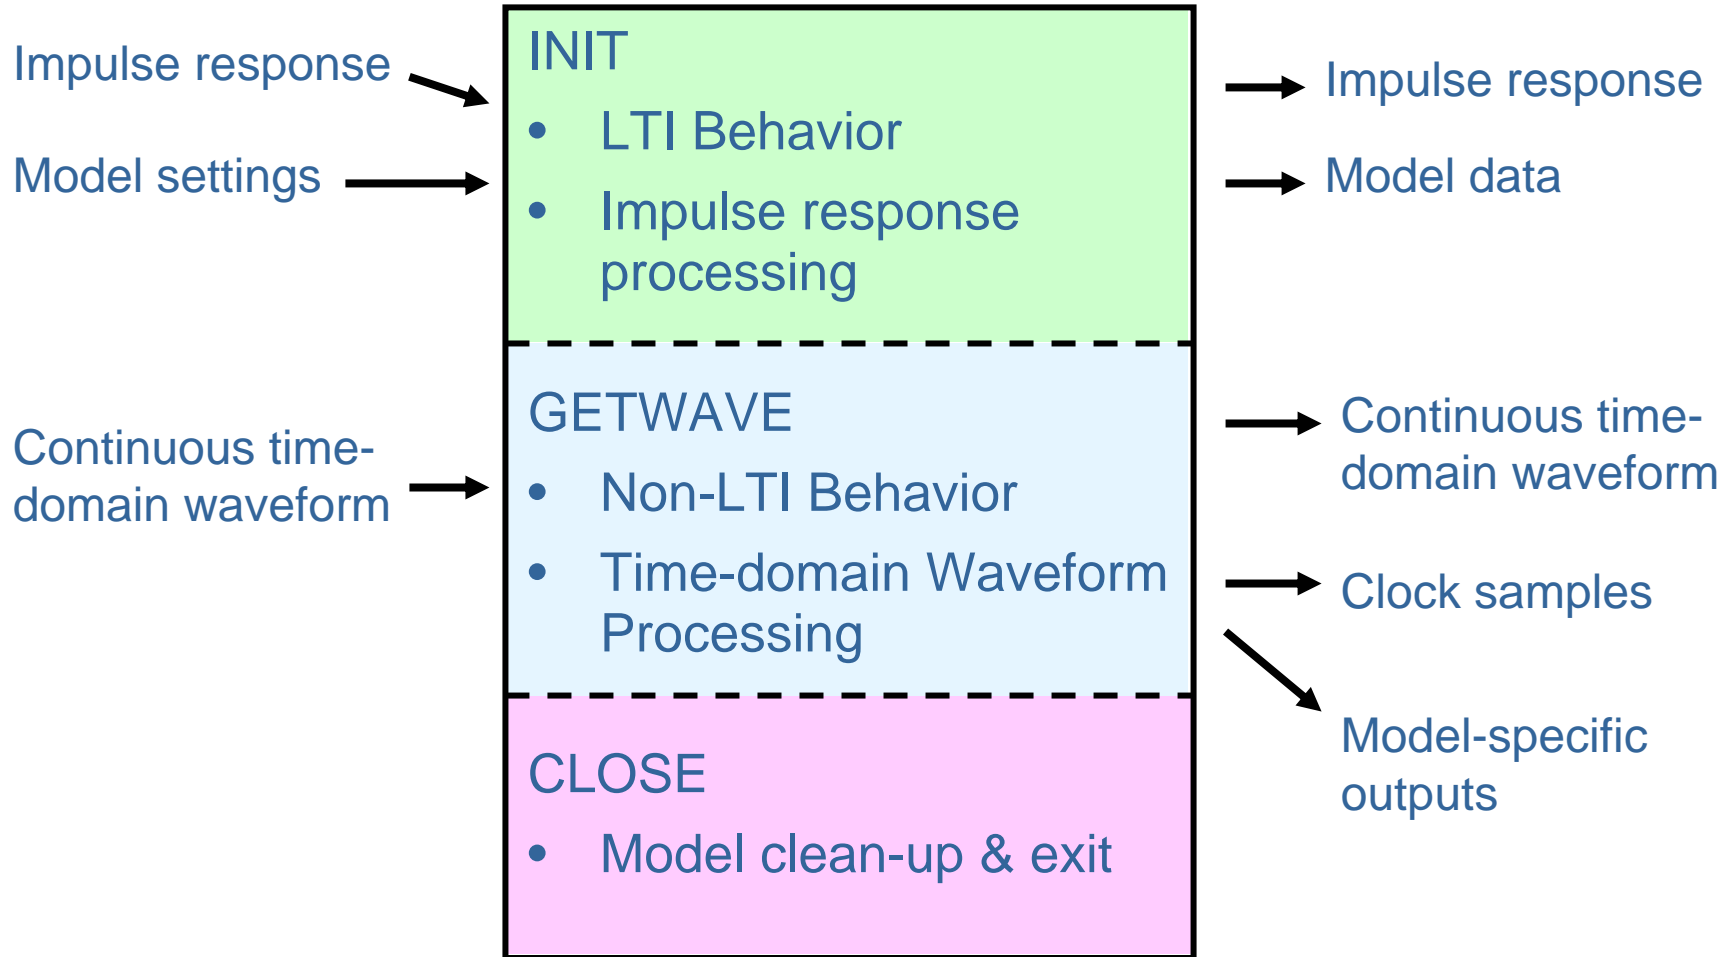 Impulse response
Model settings
Continuous time-
domain waveform
INIT
• LTI Behavior
• Impulse response
processing
GETWAVE
• Non-LTI Behavior
• Time-domain Waveform
Processing
CLOSE
• Model clean-up & exit
Impulse response
Model data
Continuous time-
domain waveform
Clock samples
Model-specific
outputs